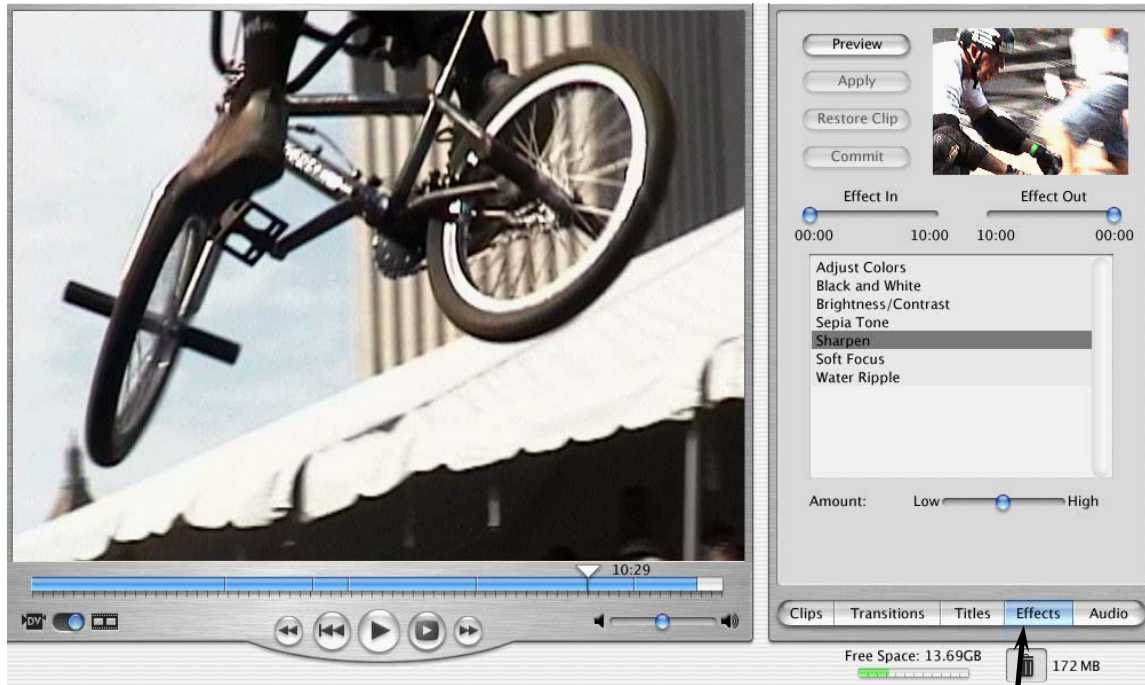 Preview
Apply
Restore Clip
Commit
Effect In
Effect Out
00:00
10:00
10:00
00:00
Adjust Colors
Black and White
Brightness/Contrast
Sepia Tone
Sharpen
Soft Focus
Water Ripple
Amount:
Low
High
10:29
DV
Clips
Transitions
Titles
Effects
Audio
Free Space: 13.69GB
172 MB